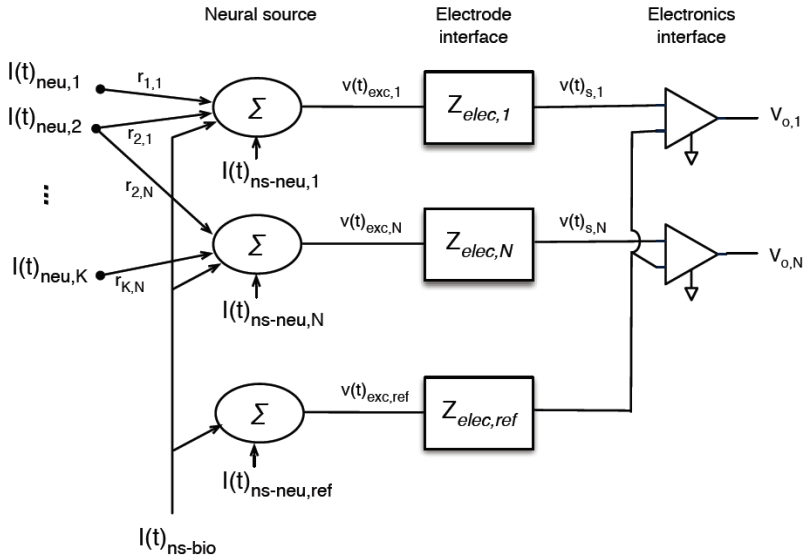 Neural source
Electrode interface
Electronics interface
I(t)neu,1
r1,1
Σ
v(t)exc,1
Zelec,1
v(t)s,1
Vo,1
I(t)neu,2
r2,1
I(t)ns-neu,1
...
r2,N
I(t)neu,K
rK,N
Σ
v(t)exc,N
Zelec,N
v(t)s,N
Vo,N
I(t)ns-neu,N
Σ
v(t)exc,ref
Zelec,ref
I(t)ns-neu,ref
I(t)ns-bio